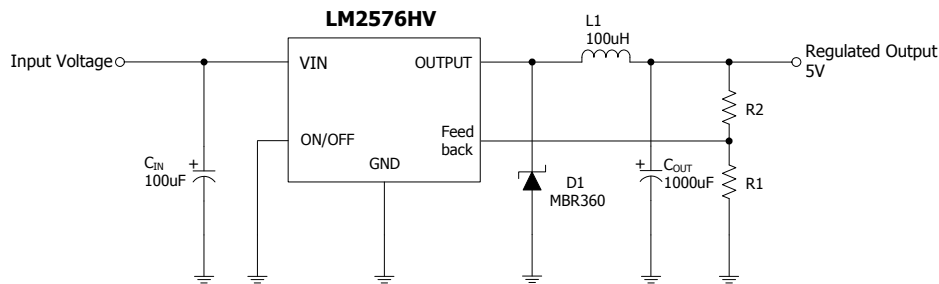 LM2576HV
L1
100uH
Input Voltage
VIN
OUTPUT
Regulated Output
5V
R2
ON/OFF
Feed
back
GND
CIN
100uF
+
D1
MBR360
+
COUT
1000uF
R1